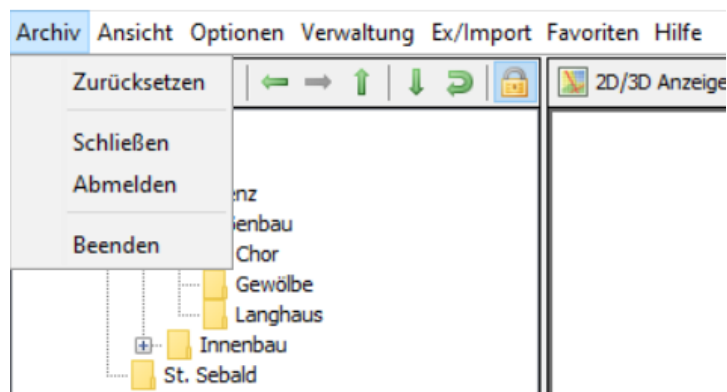 Archiv Ansicht Optionen Verwaltung Ex/Import Favoriten Hilfe
Zurücksetzen
2D/3D Anzeige
Schließen
Abmelden
Beenden
Chor
Gewölbe
Langhaus
Innenbau
St. Sebald